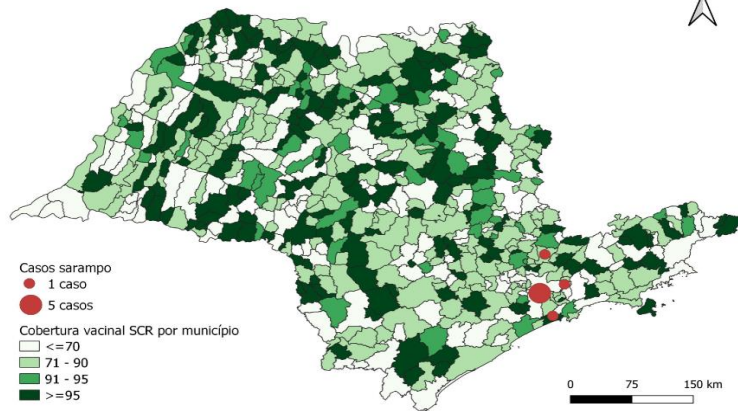 Casos sarampo
1 caso
5 casos
Cobertura vacinal SCR por município
<=70
71 - 90
91 - 95
>=95
0 75 150 km